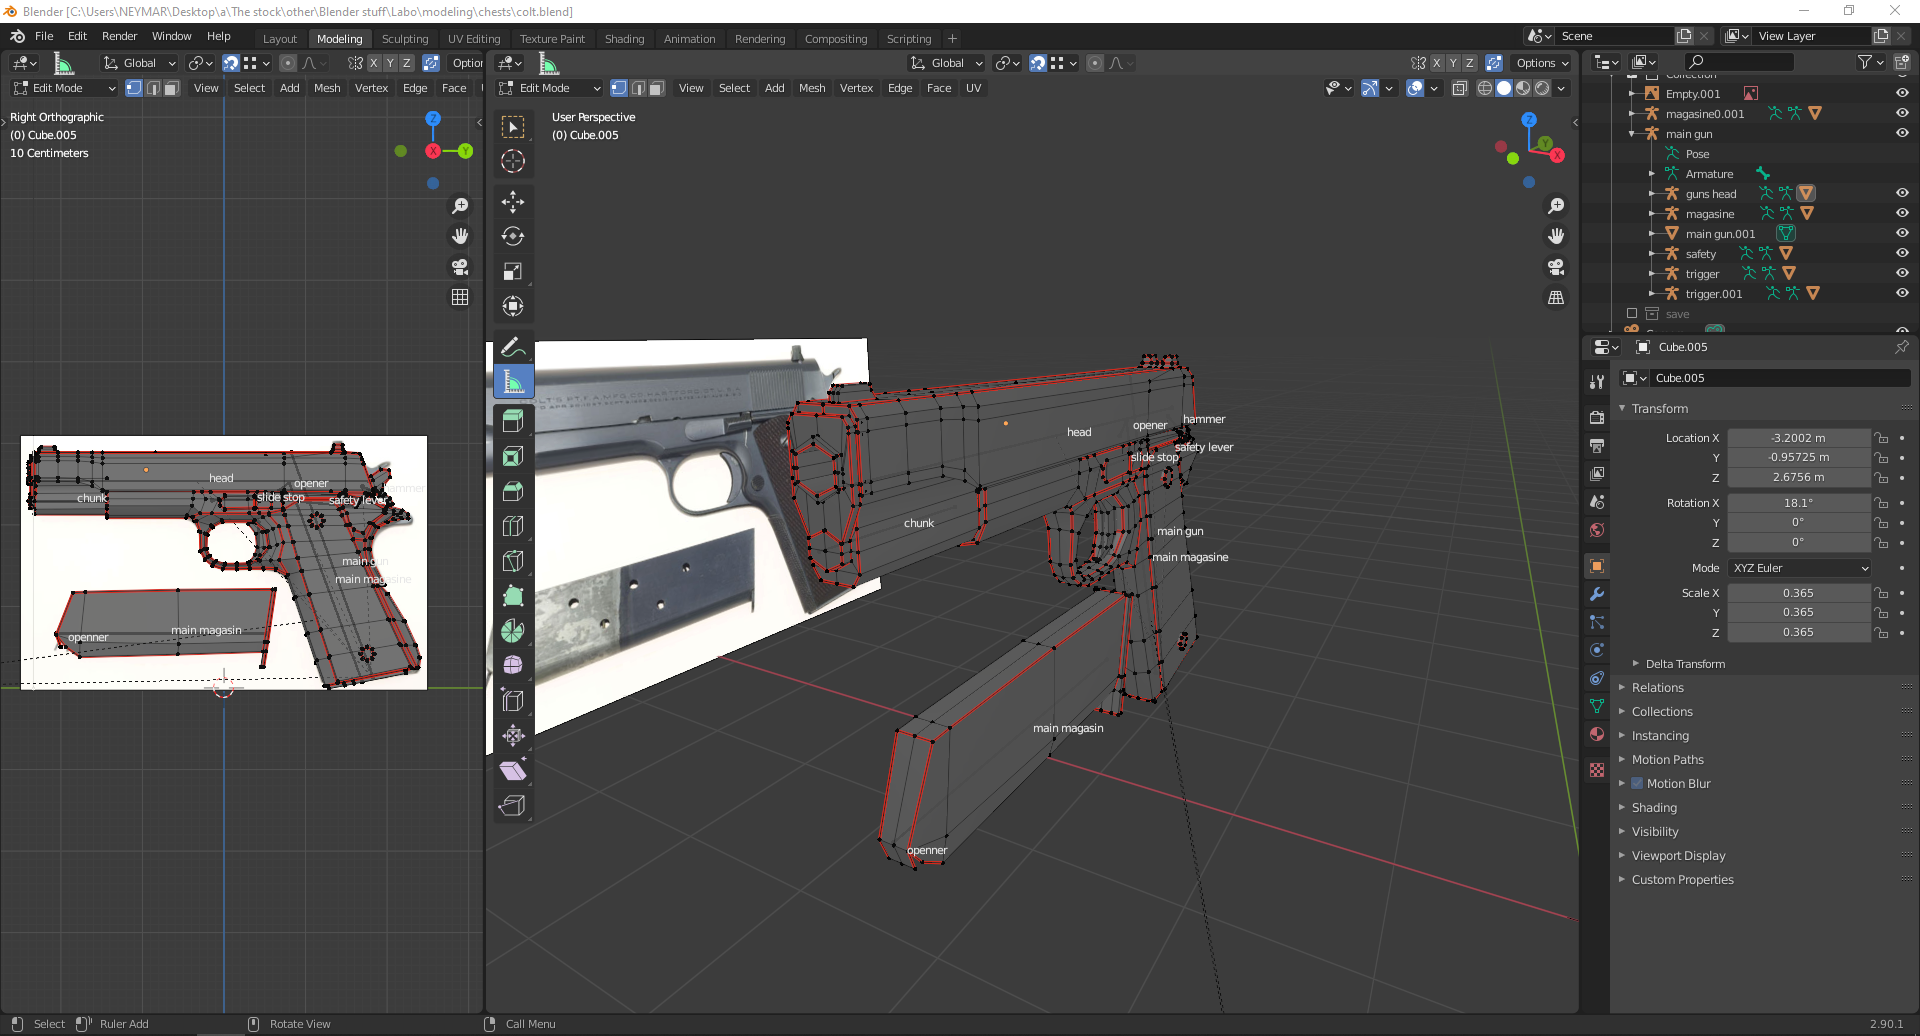 Blender [C:\Users\NEYMAR\Desktop\a\The stock\other\Blender stuff\Labo\modeling\chests\colt.blend]
File Edit Render Window Help
Layout Modeling Sculpting UV Editing Texture Paint Shading Animation Rendering Compositing Scripting +
Scene
View Layer
Global
X Y Z
Optior
Edit Mode
View Select Add Mesh Vertex Edge Face
Right Orthographic
(0) Cube.005
10 Centimeters
Z
X
Y
head
opener
chunk
slide stop
safety lever
hammer
main gun
main magasine
main magasin
openner
Global
X Y Z
Options
Edit Mode
View Select Add Mesh Vertex Edge Face UV
User Perspective
(0) Cube.005
Z
Y
X
hammer
opener
head
safety lever
slide stop
chunk
main gun
main magasine
main magasin
openner
Collection
Empty.001
magasine0.001
main gun
Pose
Armature
guns head
magasine
main gun.001
safety
trigger
trigger.001
save
Cube.005
Cube.005
Transform
Location X -3.2002 m
Y -0.95725 m
Z 2.6756 m
Rotation X 18.1°
Y 0°
Z 0°
Mode XYZ Euler
Scale X 0.365
Y 0.365
Z 0.365
Delta Transform
Relations
Collections
Instancing
Motion Paths
Motion Blur
Shading
Visibility
Viewport Display
Custom Properties
Select Ruler Add Rotate View Call Menu 2.90.1